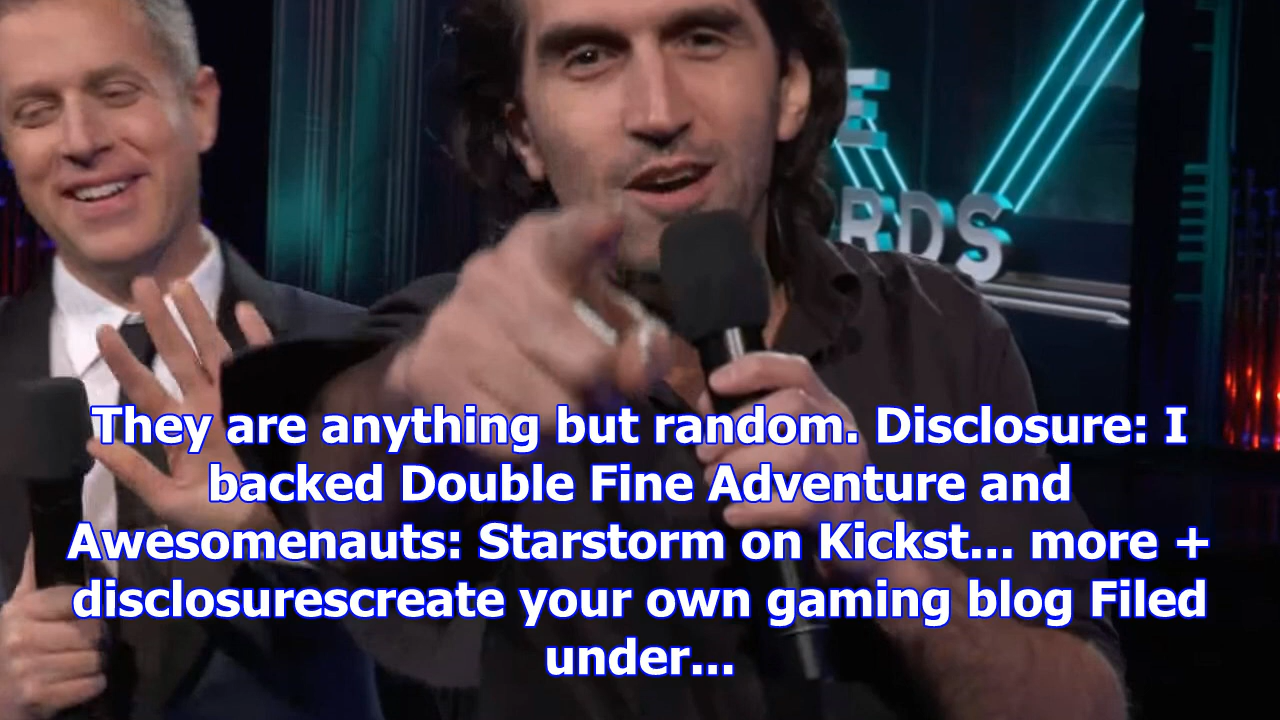 E
RDS
They are anything but random. Disclosure: I
backed Double Fine Adventure and
Awesomenauts: Starstorm on Kickst... more +
disclosurescreate your own gaming blog Filed
under...